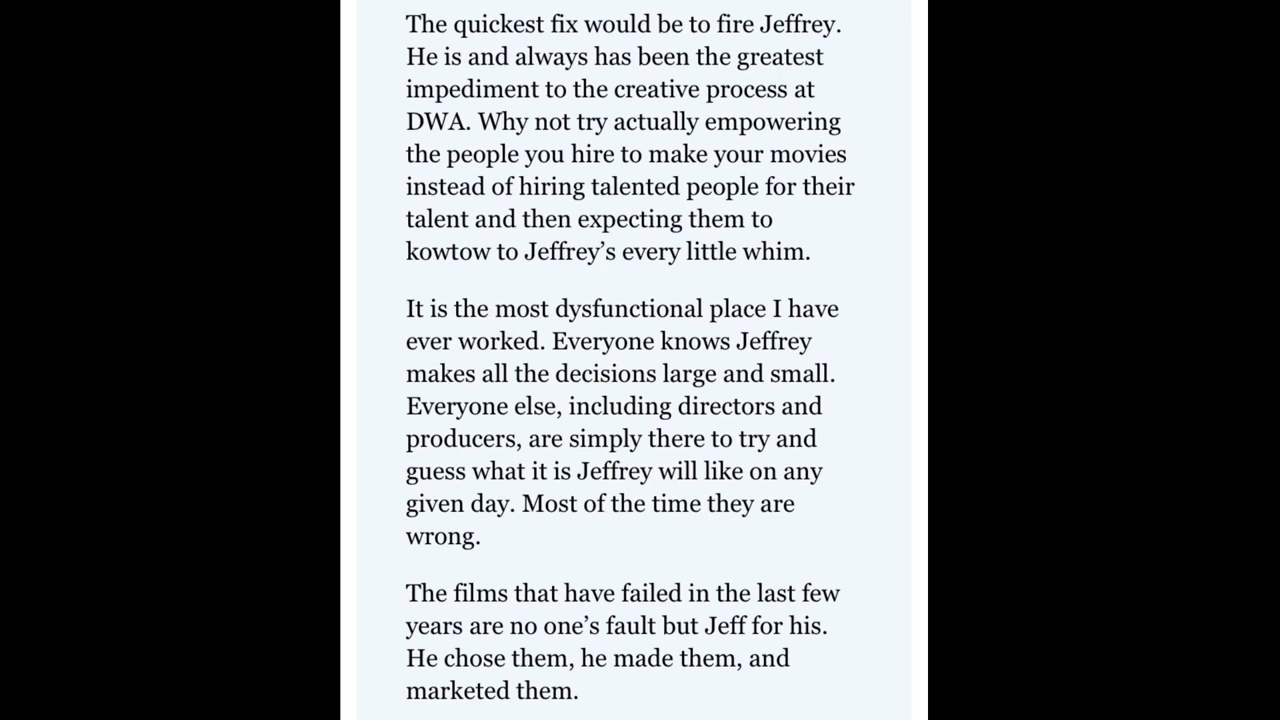 The quickest fix would be to fire Jeffrey.
He is and always has been the greatest
impediment to the creative process at
DWA. Why not try actually empowering
the people you hire to make your movies
instead of hiring talented people for their
talent and then expecting them to
kowtow to Jeffrey’s every little whim.
It is the most dysfunctional place I have
ever worked. Everyone knows Jeffrey
makes all the decisions large and small.
Everyone else, including directors and
producers, are simply there to try and
guess what it is Jeffrey will like on any
given day. Most of the time they are
wrong.
The films that have failed in the last few
years are no one’s fault but Jeff for his.
He chose them, he made them, and
marketed them.